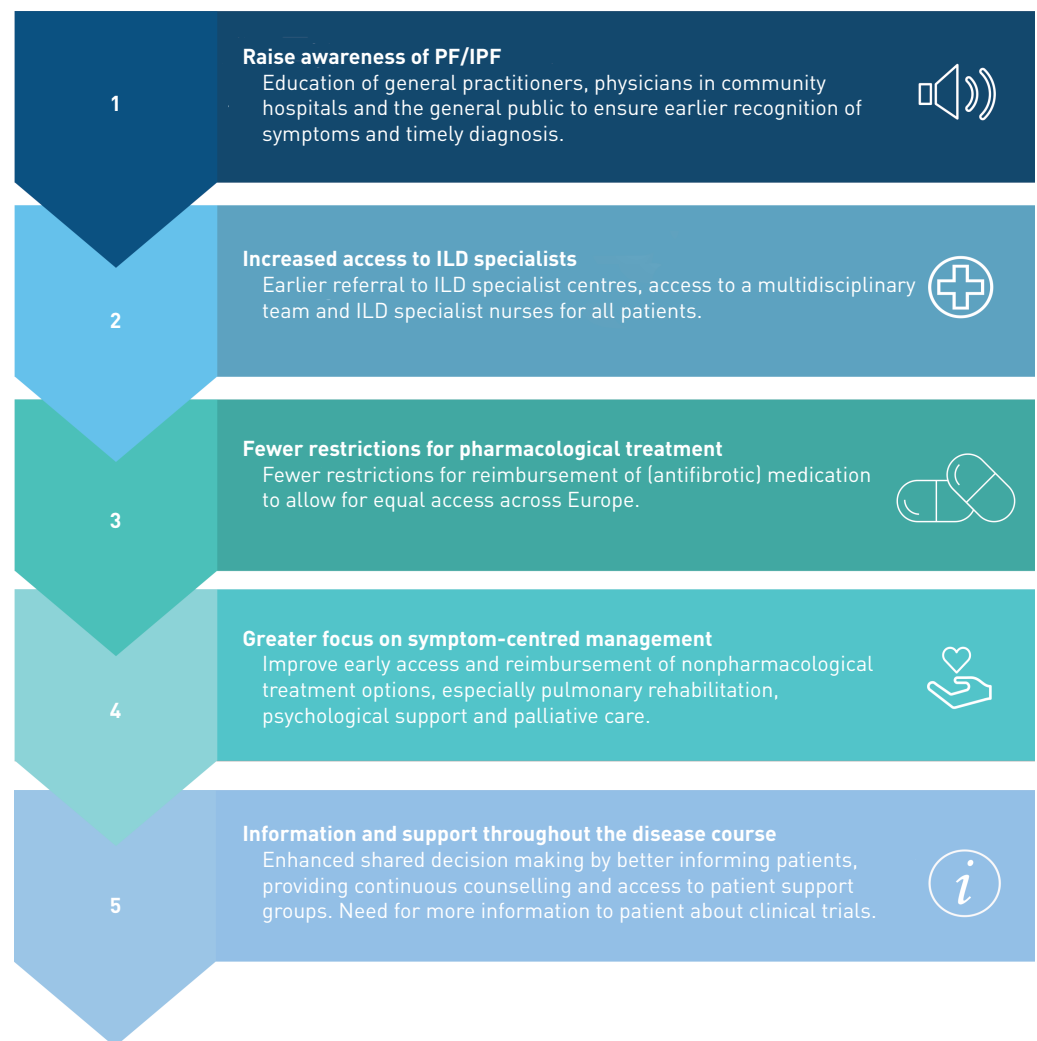 1
Raise awareness of PF/IPF
Education of general practitioners, physicians in community
hospitals and the general public to ensure earlier recognition of
symptoms and timely diagnosis.
2
Increased access to ILD specialists
Earlier referral to ILD specialist centres, access to a multidisciplinary
team and ILD specialist nurses for all patients.
3
Fewer restrictions for pharmacological treatment
Fewer restrictions for reimbursement of (antifibrotic) medication
to allow for equal access across Europe.
4
Greater focus on symptom-centred management
Improve early access and reimbursement of nonpharmacological
treatment options, especially pulmonary rehabilitation,
psychological support and palliative care.
5
Information and support throughout the disease course
Enhanced shared decision making by better informing patients,
providing continuous counselling and access to patient support
groups. Need for more information to patient about clinical trials.
i